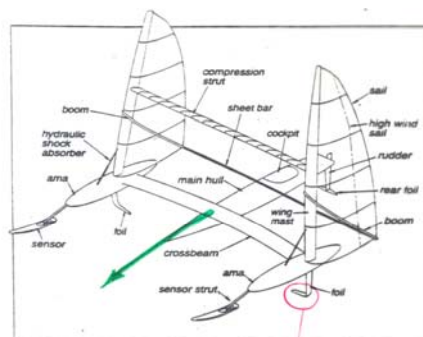 compression
strut
sail
boom
sheet bar
cockpit
high wind
sail
hydraulic
shock
absorber
rudder
main hull
rear foil
ama
wing
mast
boom
foil
sensor
crossbeam
ama
foil
sensor strut